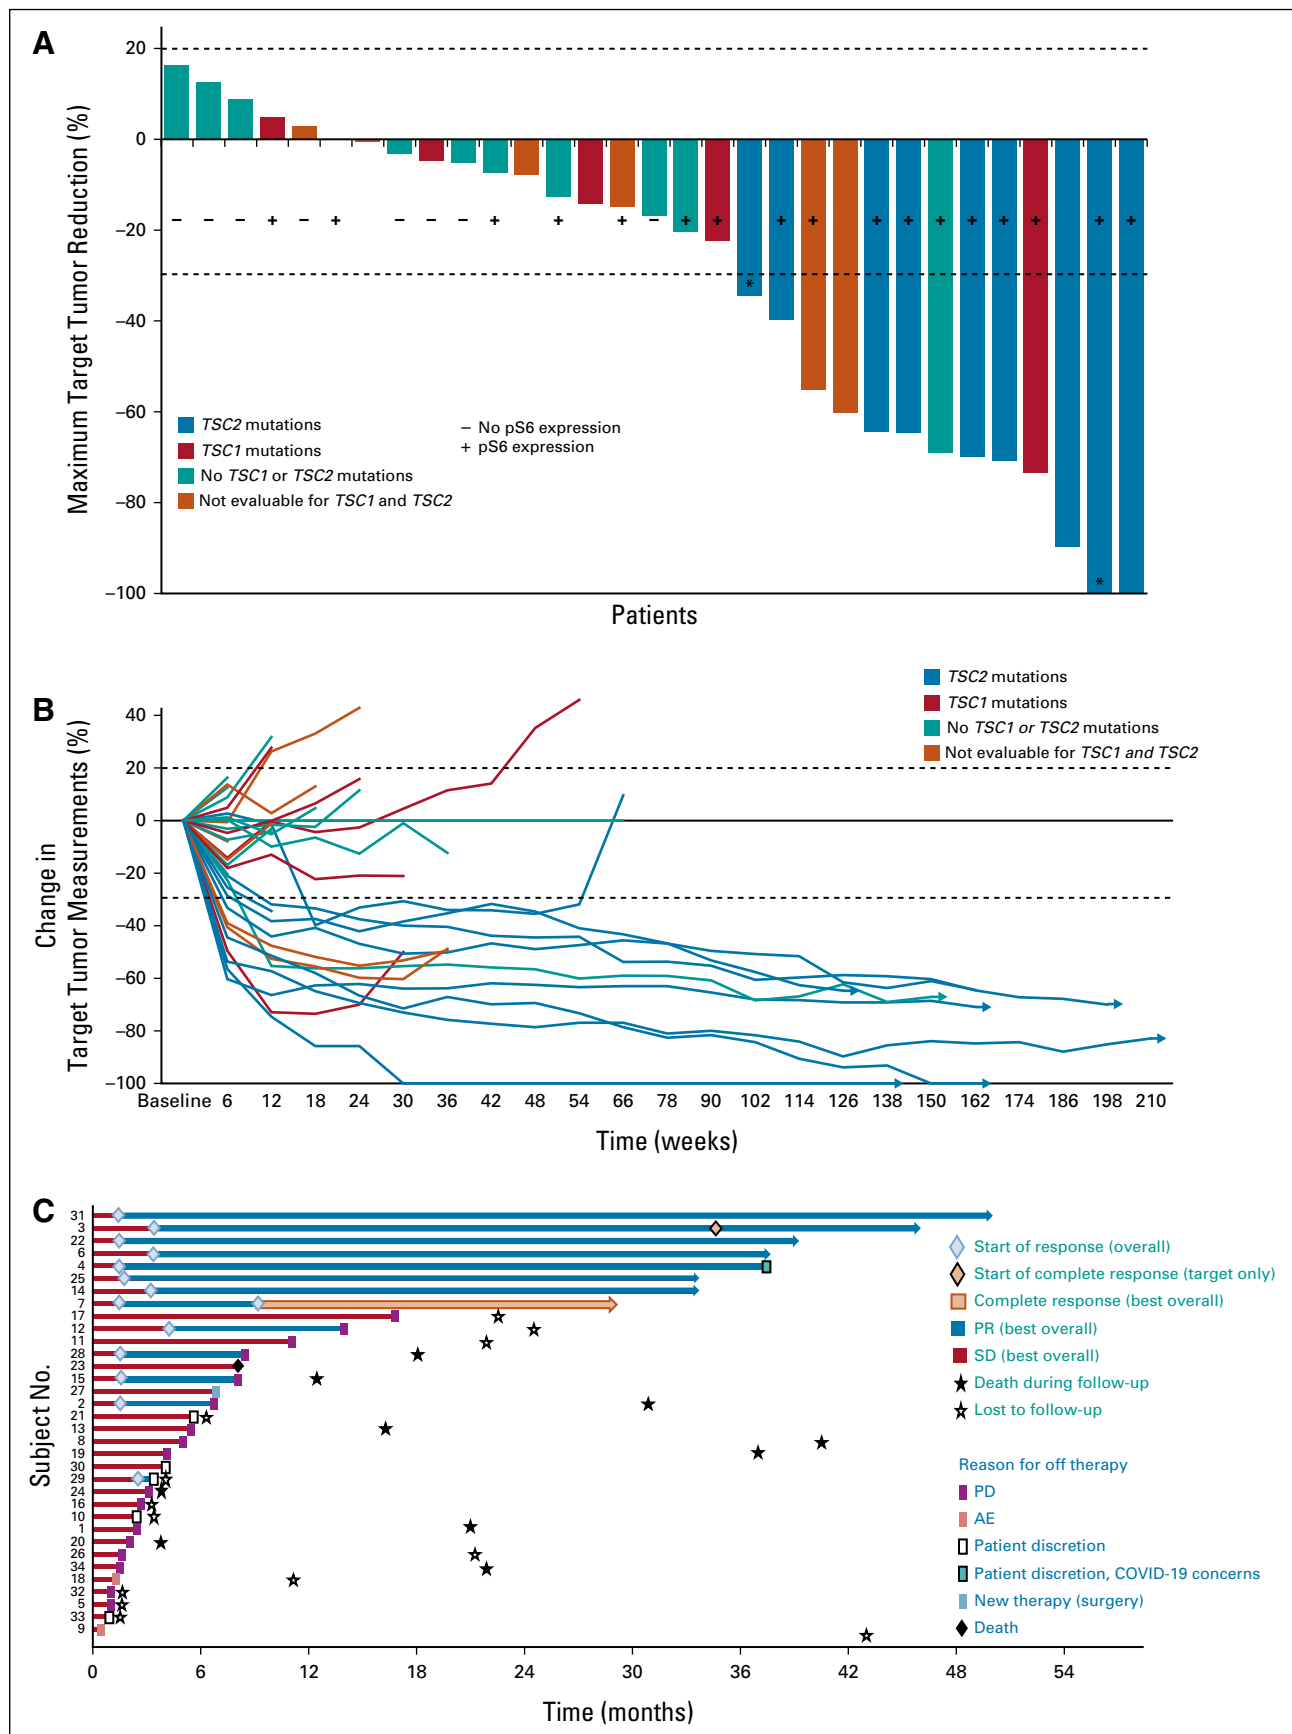 A
Maximum Target Tumor Reduction (%)
20
0
–20
–40
–60
–80
–100
– – – + – + – – – + + + – + + + + + + + + + + + +
*
*
TSC2 mutations
TSC1 mutations
No TSC1 or TSC2 mutations
Not evaluable for TSC1 and TSC2
– No pS6 expression
+ pS6 expression
Patients
B
Change in
Target Tumor Measurements (%)
40
20
0
–20
–40
–60
–80
–100
TSC2 mutations
TSC1 mutations
No TSC1 or TSC2 mutations
Not evaluable for TSC1 and TSC2
Baseline 6 12 18 24 30 36 42 48 54 66 78 90 102 114 126 138 150 162 174 186 198 210
Time (weeks)
C
Subject No.
31
3
22
6
4
25
14
7
17
12
11
28
23
15
27
2
21
13
8
19
30
29
24
16
10
1
20
26
34
18
32
5
33
9
Start of response (overall)
Start of complete response (target only)
Complete response (best overall)
PR (best overall)
SD (best overall)
Death during follow-up
Lost to follow-up
Reason for off therapy
PD
AE
Patient discretion
Patient discretion, COVID-19 concerns
New therapy (surgery)
Death
0 6 12 18 24 30 36 42 48 54
Time (months)